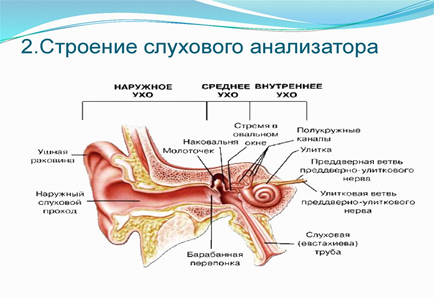 2.Строение слухового анализатора
НАРУЖНОЕ
УХО
СРЕДНЕЕ
УХО
ВНУТРЕННЕЕ
УХО
Ушная
раковина
Наружный
слуховой
проход
Молоточек
Наковальня
Стремя в
овальном
окне
Полукружные
каналы
Улитка
Преддверная ветвь
преддверно-улиткового
нерва
Улитковая ветвь
преддверно-улиткового
нерва
Слуховая
(евстахиева)
труба
Барабанная
перепонка